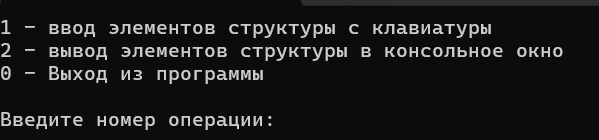 1 - ввод элементов структуры с клавиатуры
2 - вывод элементов структуры в консольное окно
0 - Выход из программы
Введите номер операции: